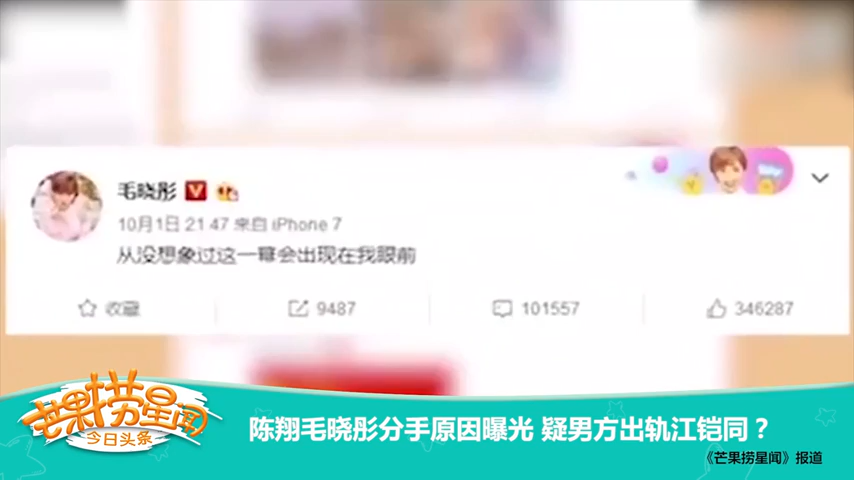 毛晓彤
10月1日 21:47 来自 iPhone 7
从没想象过这一幕会出现在我眼前
收藏
9487
101557
346287
芒果捞星闻
今日头条
陈翔毛晓彤分手原因曝光 疑男方出轨江铠同？
《芒果捞星闻》报道